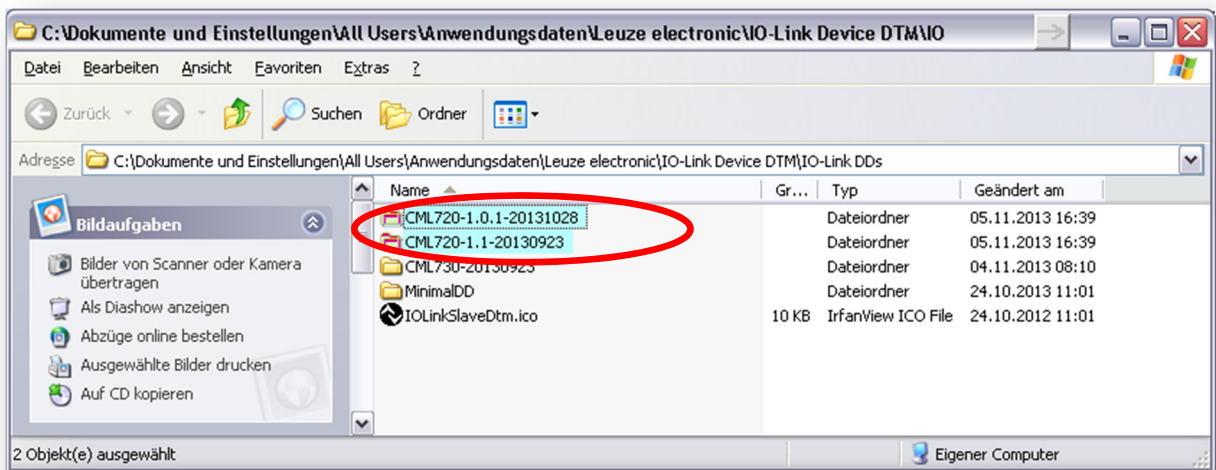 C:\Dokumente und Einstellungen\All Users\Anwendungsdaten\Leuze electronic\IO-Link Device DTM\IO
Datei Bearbeiten Ansicht Favoriten Extras ?
Zurück Suchen Ordner
Adresse C:\Dokumente und Einstellungen\All Users\Anwendungsdaten\Leuze electronic\IO-Link Device DTM\IO-Link DDs
Bildaufgaben
Bilder von Scanner oder Kamera
übertragen
Als Diashow anzeigen
Abzüge online bestellen
Ausgewählte Bilder drucken
Auf CD kopieren
Name Gr... Typ Geändert am
CML720-1.0.1-20131028 Dateiordner 05.11.2013 16:39
CML720-1.1-20130923 Dateiordner 05.11.2013 16:39
CML730-20130923 Dateiordner 04.11.2013 08:10
MinimalDD Dateiordner 24.10.2013 11:01
IOLinkSlaveDtm.ico 10 KB IrfanView ICO File 24.10.2012 11:01
2 Objekt(e) ausgewählt Eigener Computer